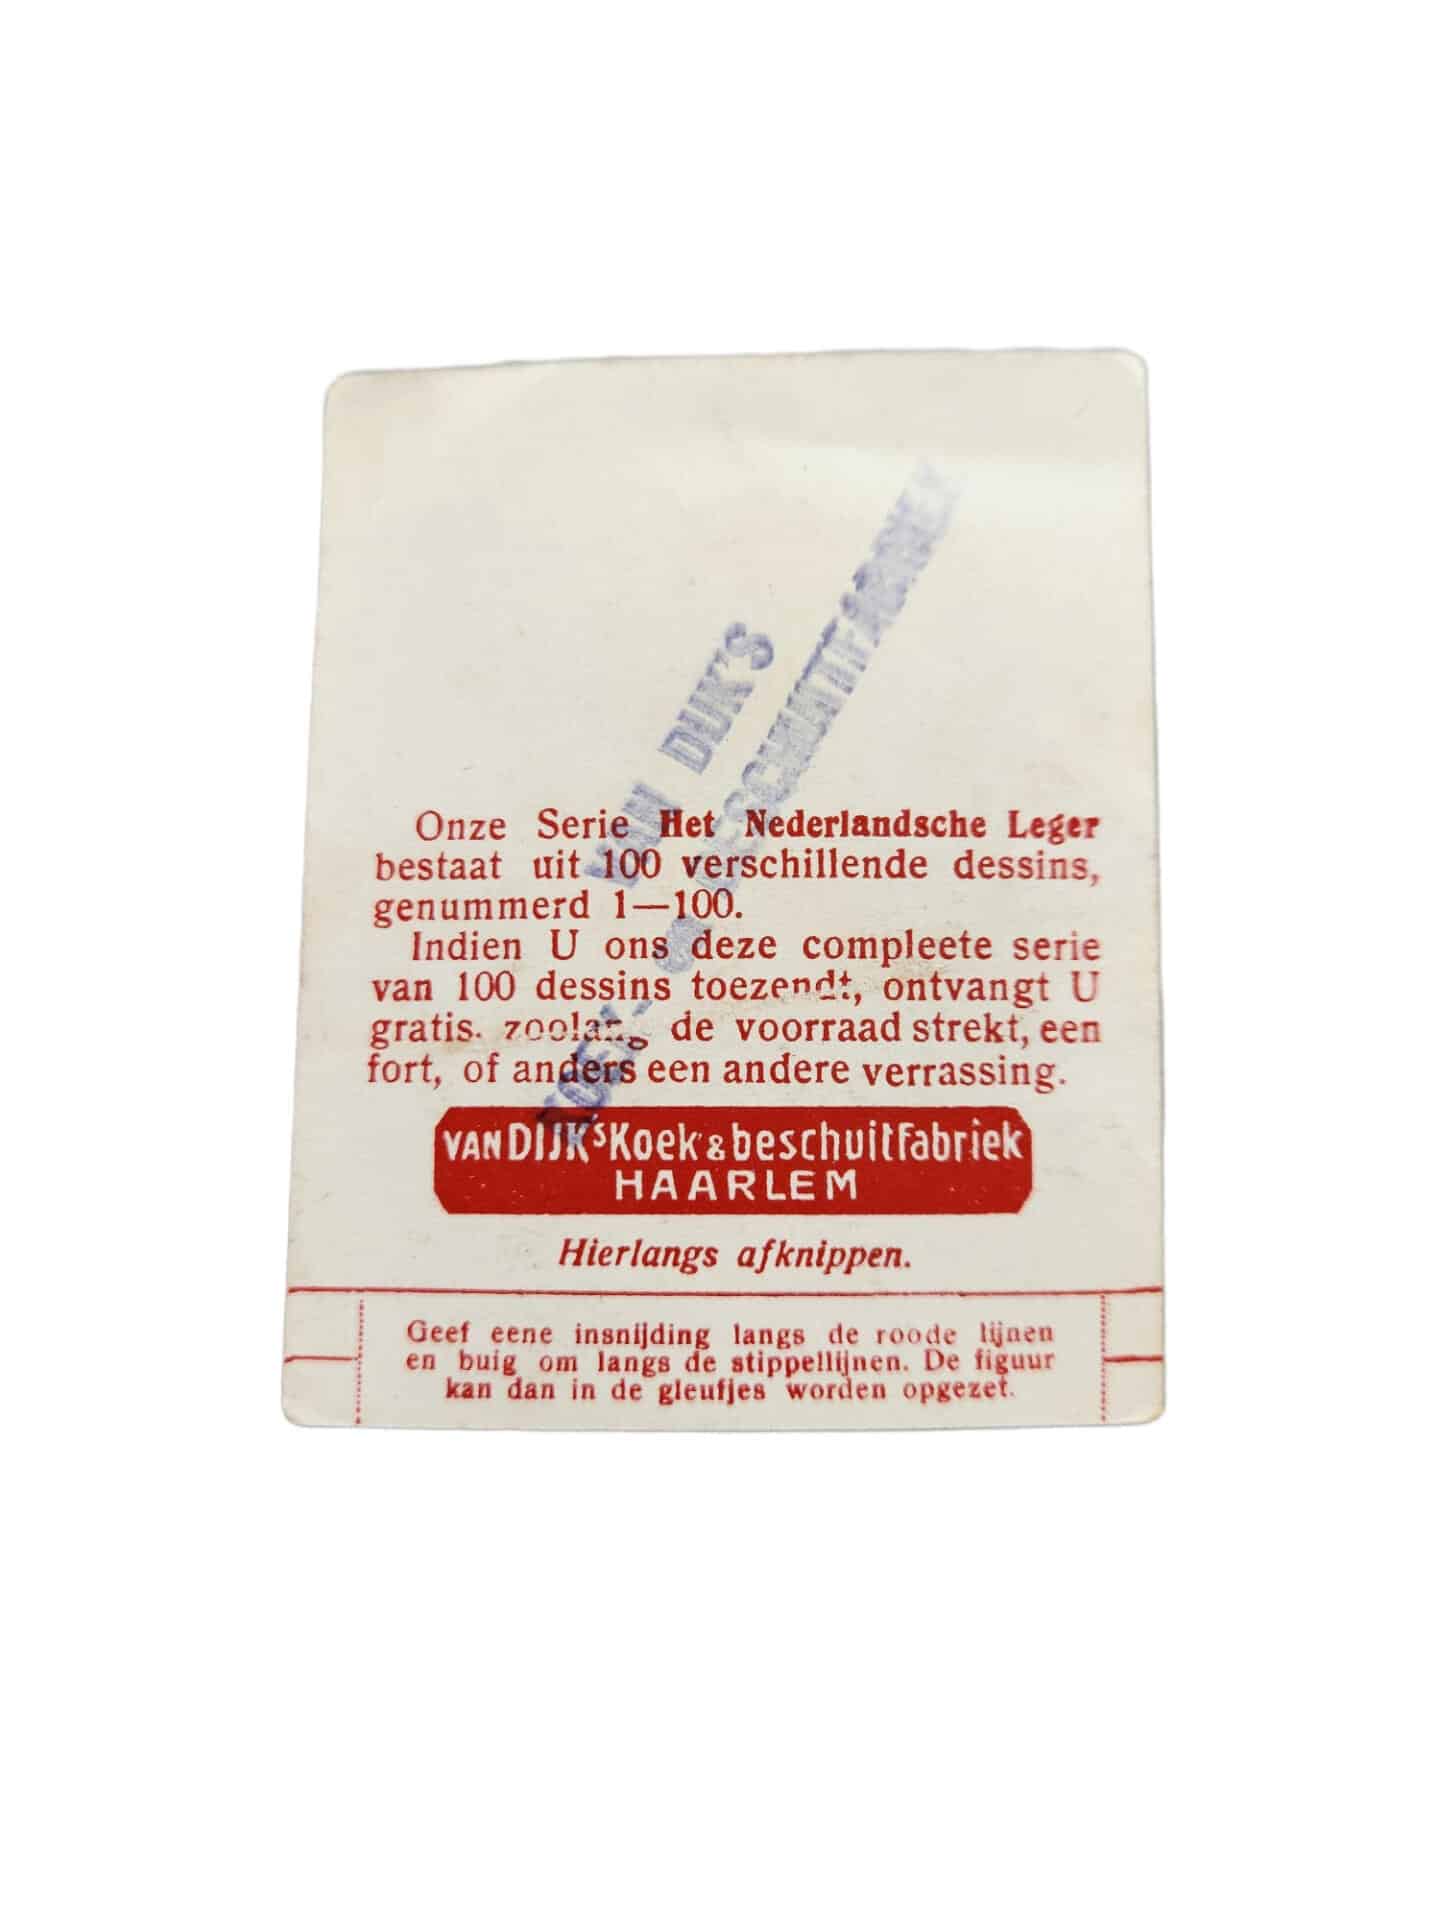 Onze Serie Het Nederlandsche Leger
bestaat uit 100 verschillende dessins,
genummerd 1—100.
Indien U ons deze compleete serie
van 100 dessins toezendt, ontvangt U
gratis. zoolang de voorraad strekt, een
fort, of anders een andere verrassing.
VAN DIJK'S Koek & beschuitfabriek
HAARLEM
Hierlangs afknippen.
Geef eene insnijding langs de roode lijnen
en buig om langs de stippellijnen. De figuur
kan dan in de gleufjes worden opgezet.
VAN DIJK'S
KOEK- en BESCHUITFABRIEK